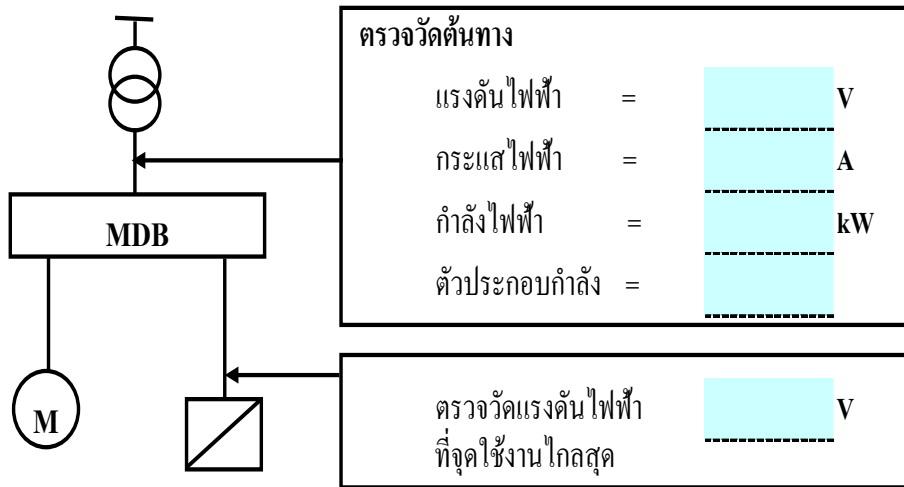 ตรวจวัดต้นทาง
แรงดันไฟฟ้า = V
กระแสไฟฟ้า = A
MDB
กำลังไฟฟ้า = kW
ตัวประกอบกำลัง =
M
ตรวจวัดแรงดันไฟฟ้า V
ที่จุดใช้งานไกลสุด